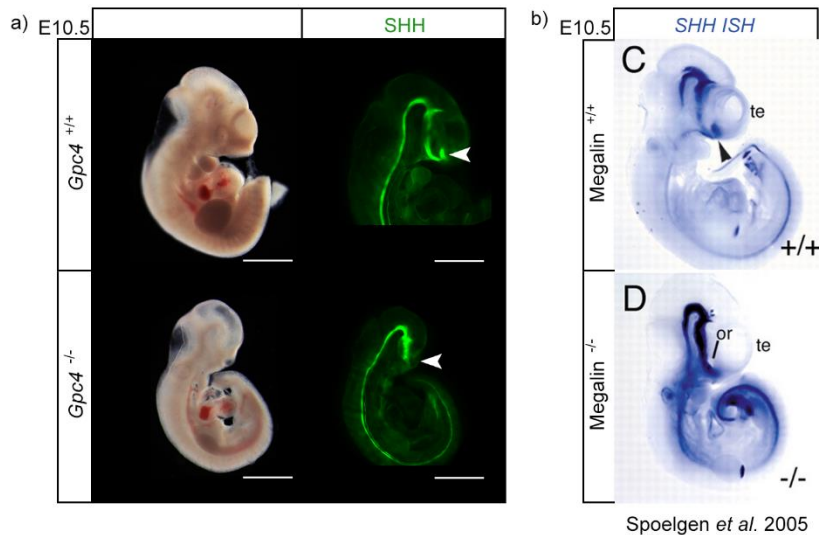 a) E10.5 SHH
Gpc4 +/+
Gpc4 -/-
b) E10.5 SHH ISH
Megalin +/+
C
te
+/+
Megalin -/-
D
or
te
-/-
Spoelgen et al. 2005